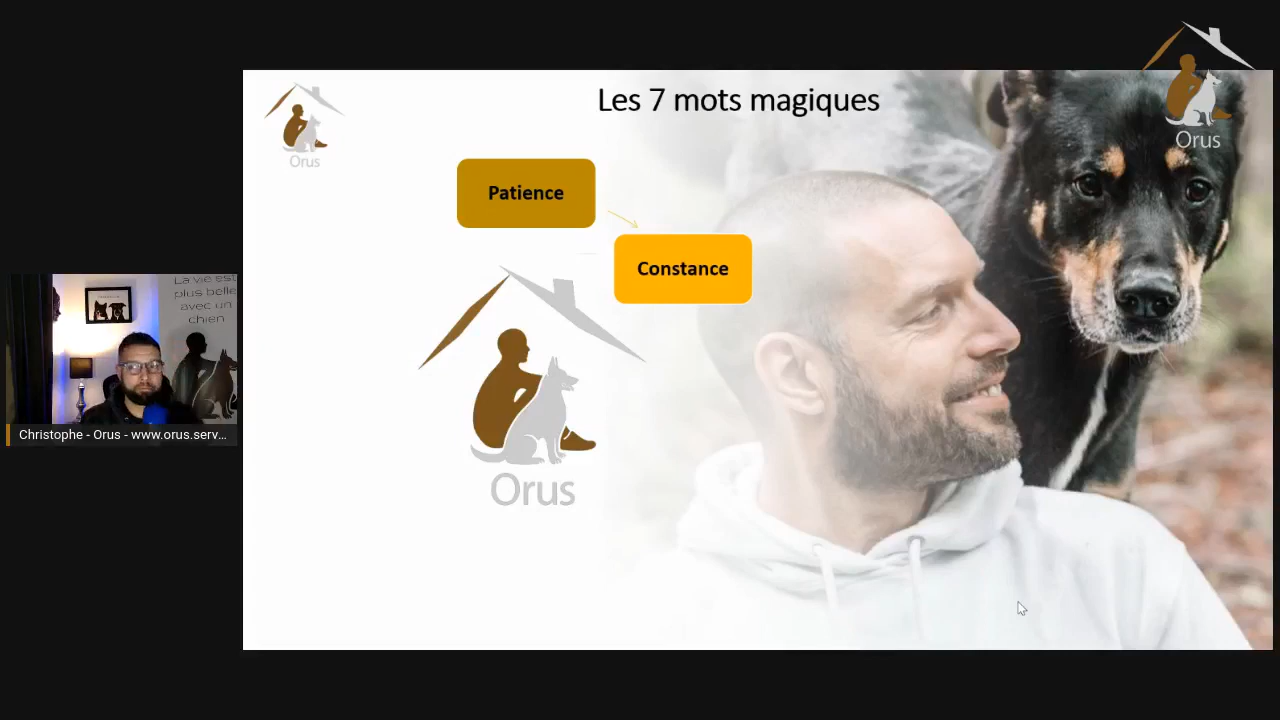 Les 7 mots magiques
Orus
Orus
Patience
Constance
Orus
La vie est
plus belle
avec un
chien
Christophe - Orus - www.orus.serv...